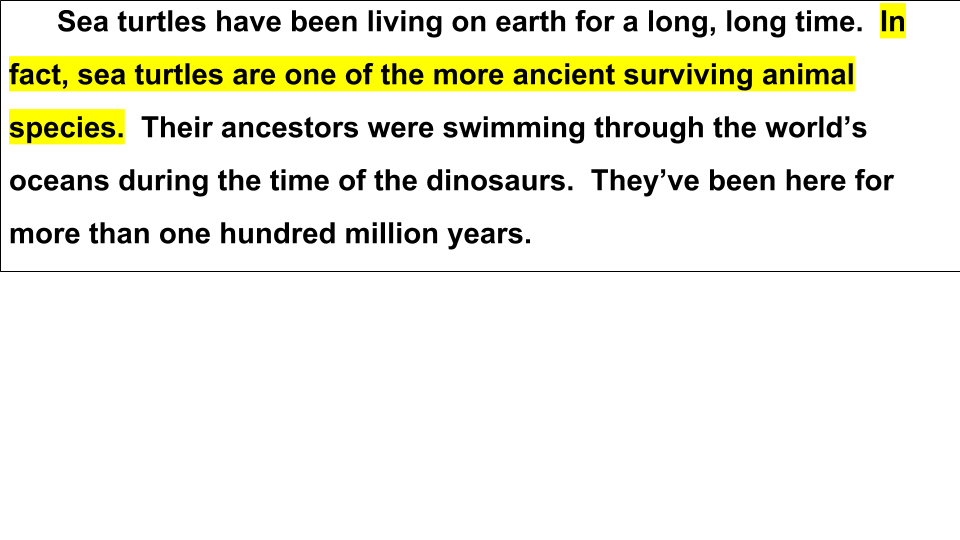 Sea turtles have been living on earth for a long, long time.  In
fact, sea turtles are one of the more ancient surviving animal
species.  Their ancestors were swimming through the world’s
oceans during the time of the dinosaurs.  They’ve been here for
more than one hundred million years.